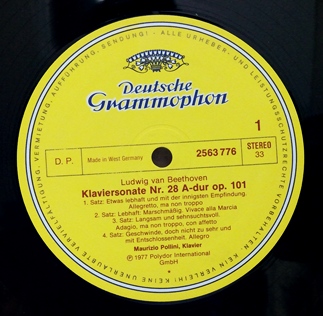 ALLE URHEBER- UND LEISTUNGSSCHUTZRECHTE VORBEHALTEN · KEIN VERLEIH! KEINE UNERLAUBTE VERVIELFÄLTIGUNG, VERMIETUNG, AUFFÜHRUNG, SENDUNG!
Deutsche
Grammophon
1
D. P. Made in West Germany 2563 776 STEREO
33
Ludwig van Beethoven
Klaviersonate Nr. 28 A-dur op. 101
1. Satz: Etwas lebhaft und mit der innigsten Empfindung.
Allegretto, ma non troppo
2. Satz: Lebhaft. Marschmäßig. Vivace alla Marcia
3. Satz: Langsam und sehnsuchtsvoll.
Adagio, ma non troppo, con affetto
4. Satz: Geschwinde, doch nicht zu sehr und
mit Entschlossenheit. Allegro
Maurizio Pollini, Klavier
℗ 1977 Polydor International
GmbH